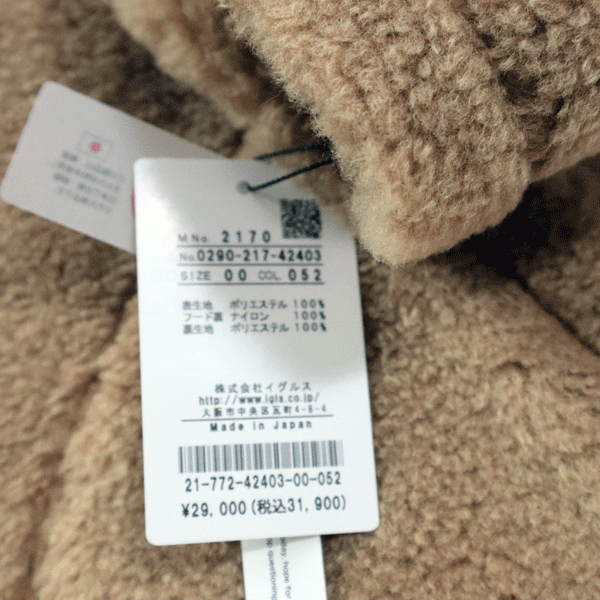 M.No. 2170
No.0290-217-42403
SIZE 00 COL 052
表生地 ポリエステル 100%
フード裏 ナイロン 100%
裏生地 ポリエステル 100%
株式会社イグルス
http://www.igls.co.jp/
大阪市中央区瓦町4-8-4
Made in Japan
21-772-42403-00-052
¥29,000(税込31,900)